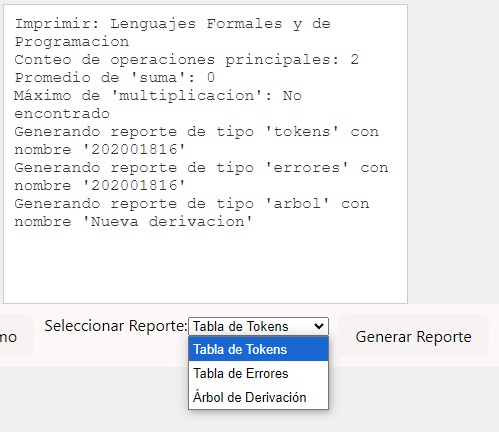 Imprimir: Lenguajes Formales y de
Programacion
Conteo de operaciones principales: 2
Promedio de 'suma': 0
Máximo de 'multiplicacion': No
encontrado
Generando reporte de tipo 'tokens' con
nombre '202001816'
Generando reporte de tipo 'errores' con
nombre '202001816'
Generando reporte de tipo 'arbol' con
nombre 'Nueva derivacion'
mo Seleccionar Reporte: Tabla de Tokens Generar Reporte
Tabla de Tokens
Tabla de Errores
Árbol de Derivación